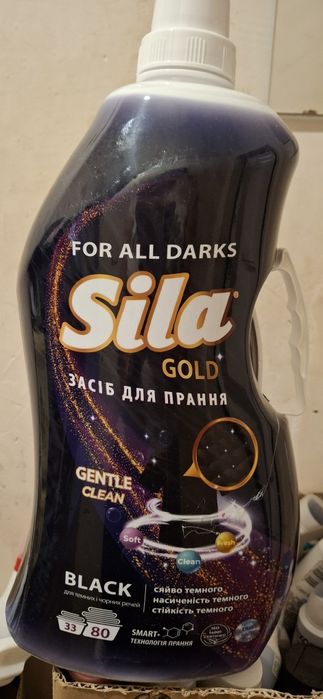 FOR ALL DARKS
Sila
GOLD
ЗАСІБ ДЛЯ ПРАННЯ
GENTLE
CLEAN
Soft
Clean
Fresh
BLACK
для темних і чорних речей
сяйво темного
насиченість темного
стійкість темного
33
80
SMART-
ТЕХНОЛОГІЯ ПРАННЯ